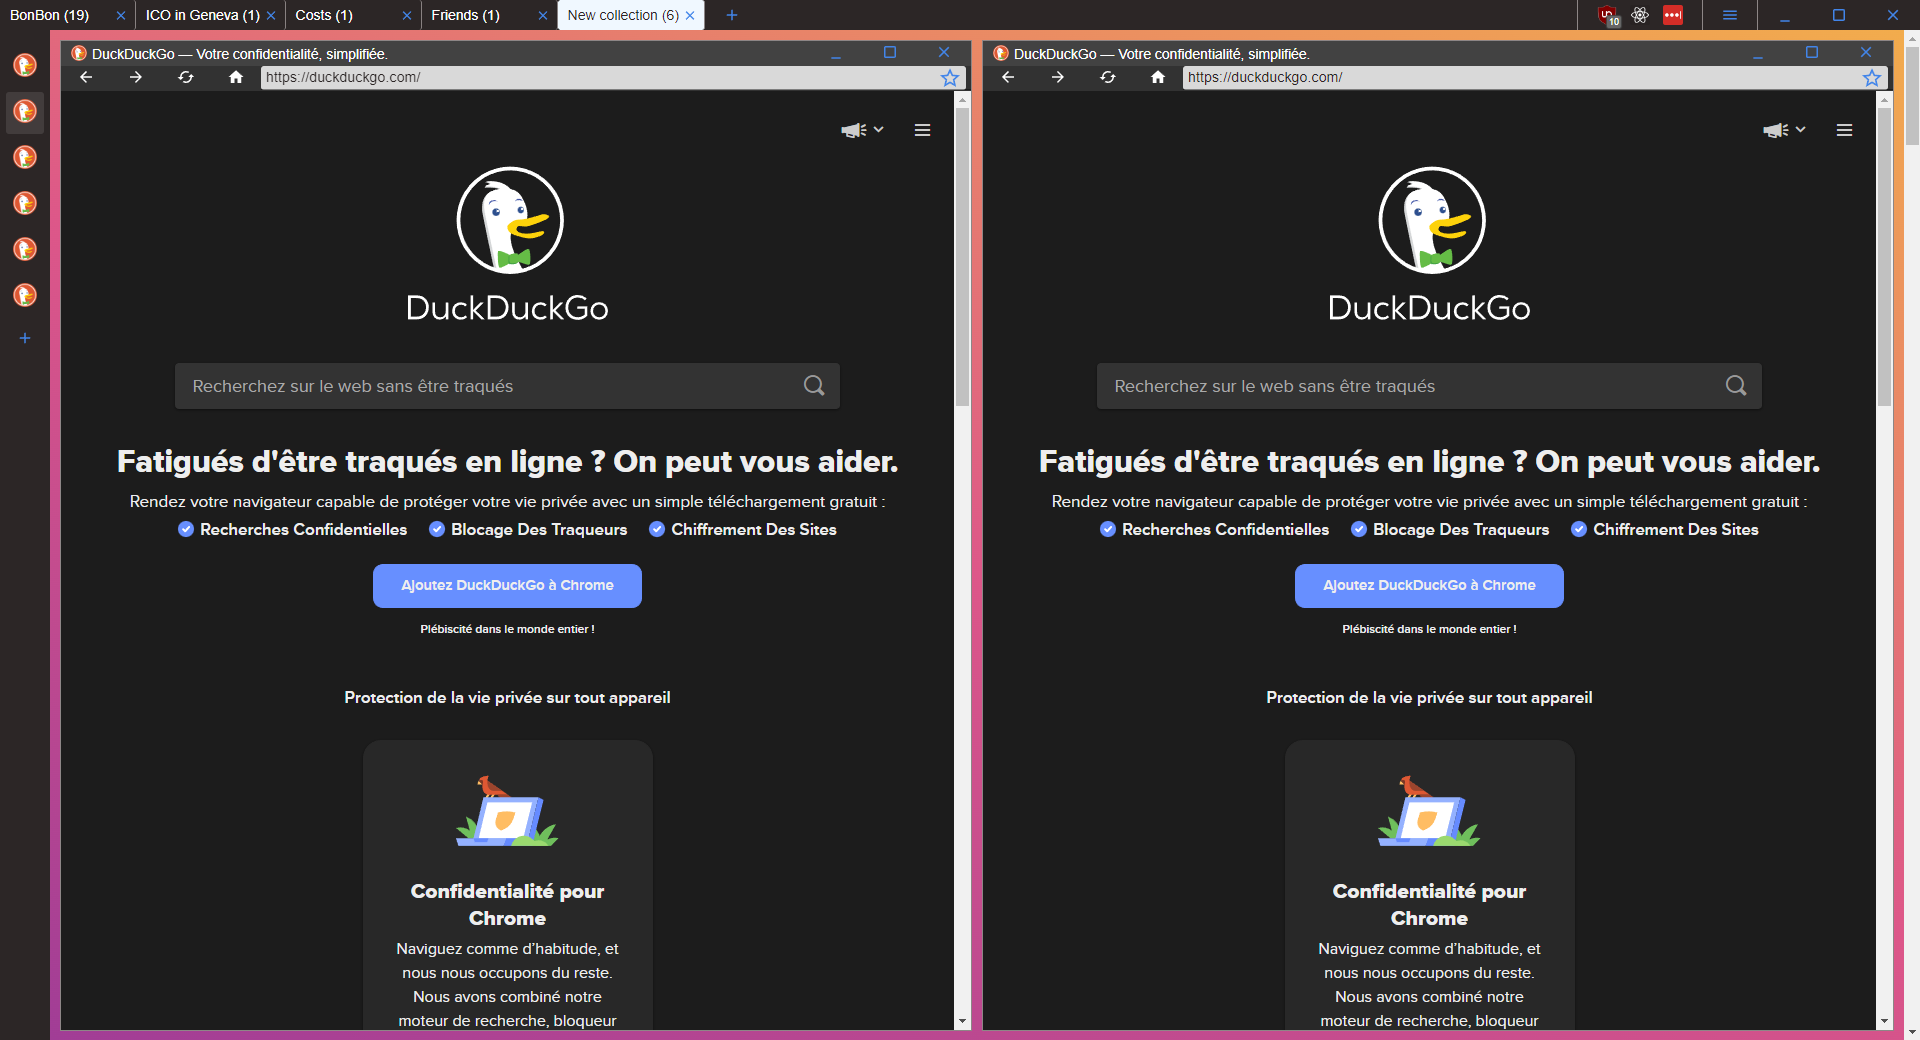 BonBon (19)
ICO in Geneva (1)
Costs (1)
Friends (1)
New collection (6)
10
DuckDuckGo — Votre confidentialité, simplifiée.
https://duckduckgo.com/
DuckDuckGo
Recherchez sur le web sans être traqués
Fatigués d'être traqués en ligne ? On peut vous aider.
Rendez votre navigateur capable de protéger votre vie privée avec un simple téléchargement gratuit :
Recherches Confidentielles
Blocage Des Traqueurs
Chiffrement Des Sites
Ajoutez DuckDuckGo à Chrome
Plébiscité dans le monde entier !
Protection de la vie privée sur tout appareil
Confidentialité pour
Chrome
Naviguez comme d’habitude, et
nous nous occupons du reste.
Nous avons combiné notre
moteur de recherche, bloqueur
DuckDuckGo — Votre confidentialité, simplifiée.
https://duckduckgo.com/
DuckDuckGo
Recherchez sur le web sans être traqués
Fatigués d'être traqués en ligne ? On peut vous aider.
Rendez votre navigateur capable de protéger votre vie privée avec un simple téléchargement gratuit :
Recherches Confidentielles
Blocage Des Traqueurs
Chiffrement Des Sites
Ajoutez DuckDuckGo à Chrome
Plébiscité dans le monde entier !
Protection de la vie privée sur tout appareil
Confidentialité pour
Chrome
Naviguez comme d’habitude, et
nous nous occupons du reste.
Nous avons combiné notre
moteur de recherche, bloqueur